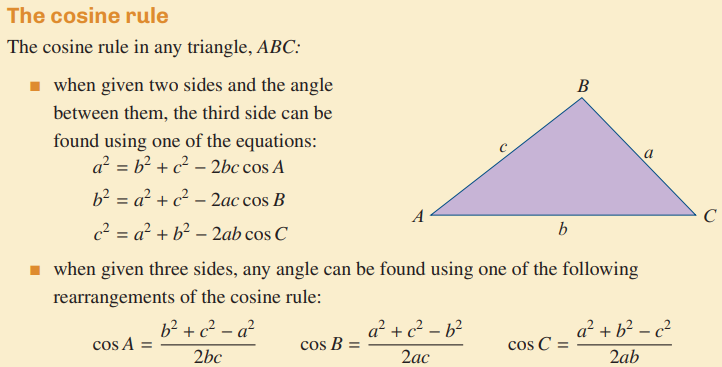 The cosine rule
The cosine rule in any triangle, ABC:
■ when given two sides and the angle
between them, the third side can be
found using one of the equations:
a² = b² + c² – 2bc cos A
b² = a² + c² – 2ac cos B
c² = a² + b² – 2ab cos C
B
c
a
A
C
b
■ when given three sides, any angle can be found using one of the following
rearrangements of the cosine rule:
cos A = (b² + c² – a²) / 2bc cos B = (a² + c² – b²) / 2ac cos C = (a² + b² – c²) / 2ab